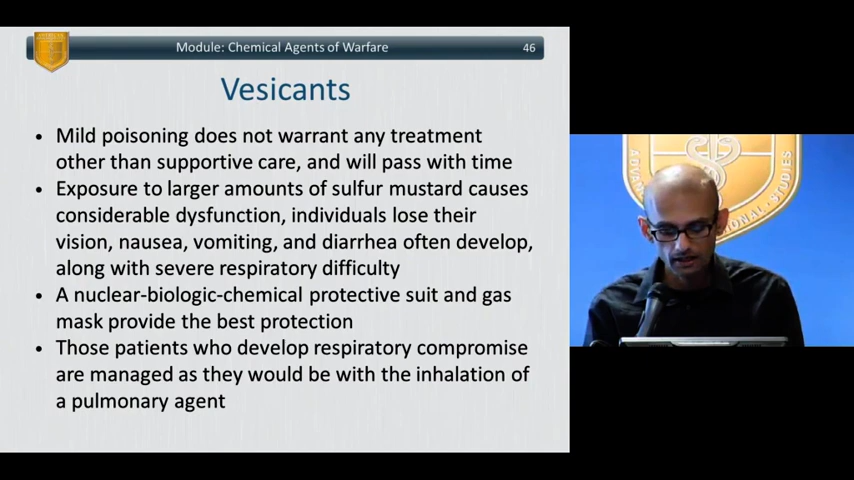 Module: Chemical Agents of Warfare 46
Vesicants
• Mild poisoning does not warrant any treatment
other than supportive care, and will pass with time
• Exposure to larger amounts of sulfur mustard causes
considerable dysfunction, individuals lose their
vision, nausea, vomiting, and diarrhea often develop,
along with severe respiratory difficulty
• A nuclear-biologic-chemical protective suit and gas
mask provide the best protection
• Those patients who develop respiratory compromise
are managed as they would be with the inhalation of
a pulmonary agent
STUDIES